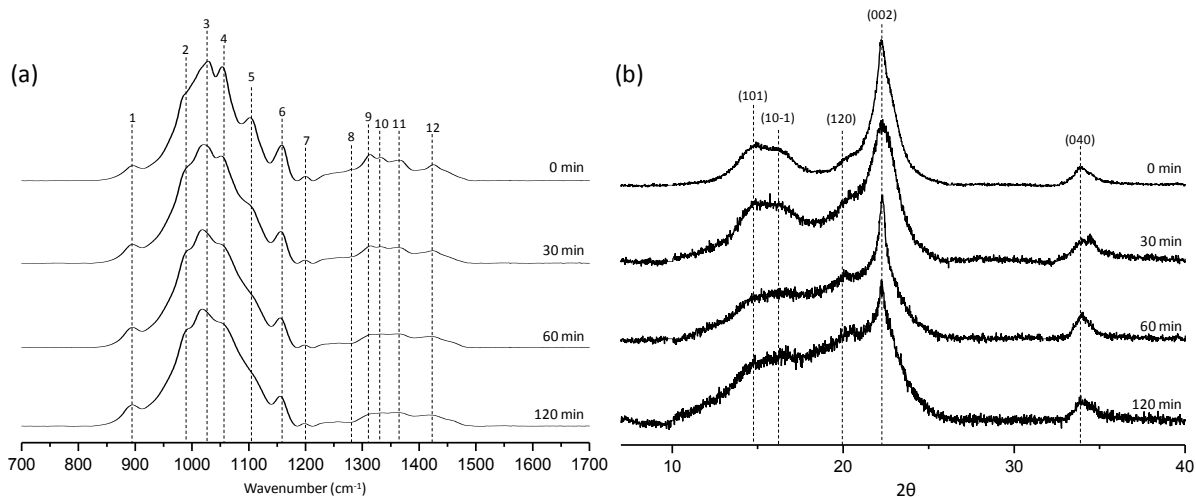 (a)
1
2
3
4
5
6
7
8
9
10
11
12
0 min
30 min
60 min
120 min
700
800
900
1000
1100
1200
1300
1400
1500
1600
1700
Wavenumber (cm⁻¹)
(b)
(101)
(10-1)
(120)
(002)
(040)
0 min
30 min
60 min
120 min
10
20
30
40
2θ